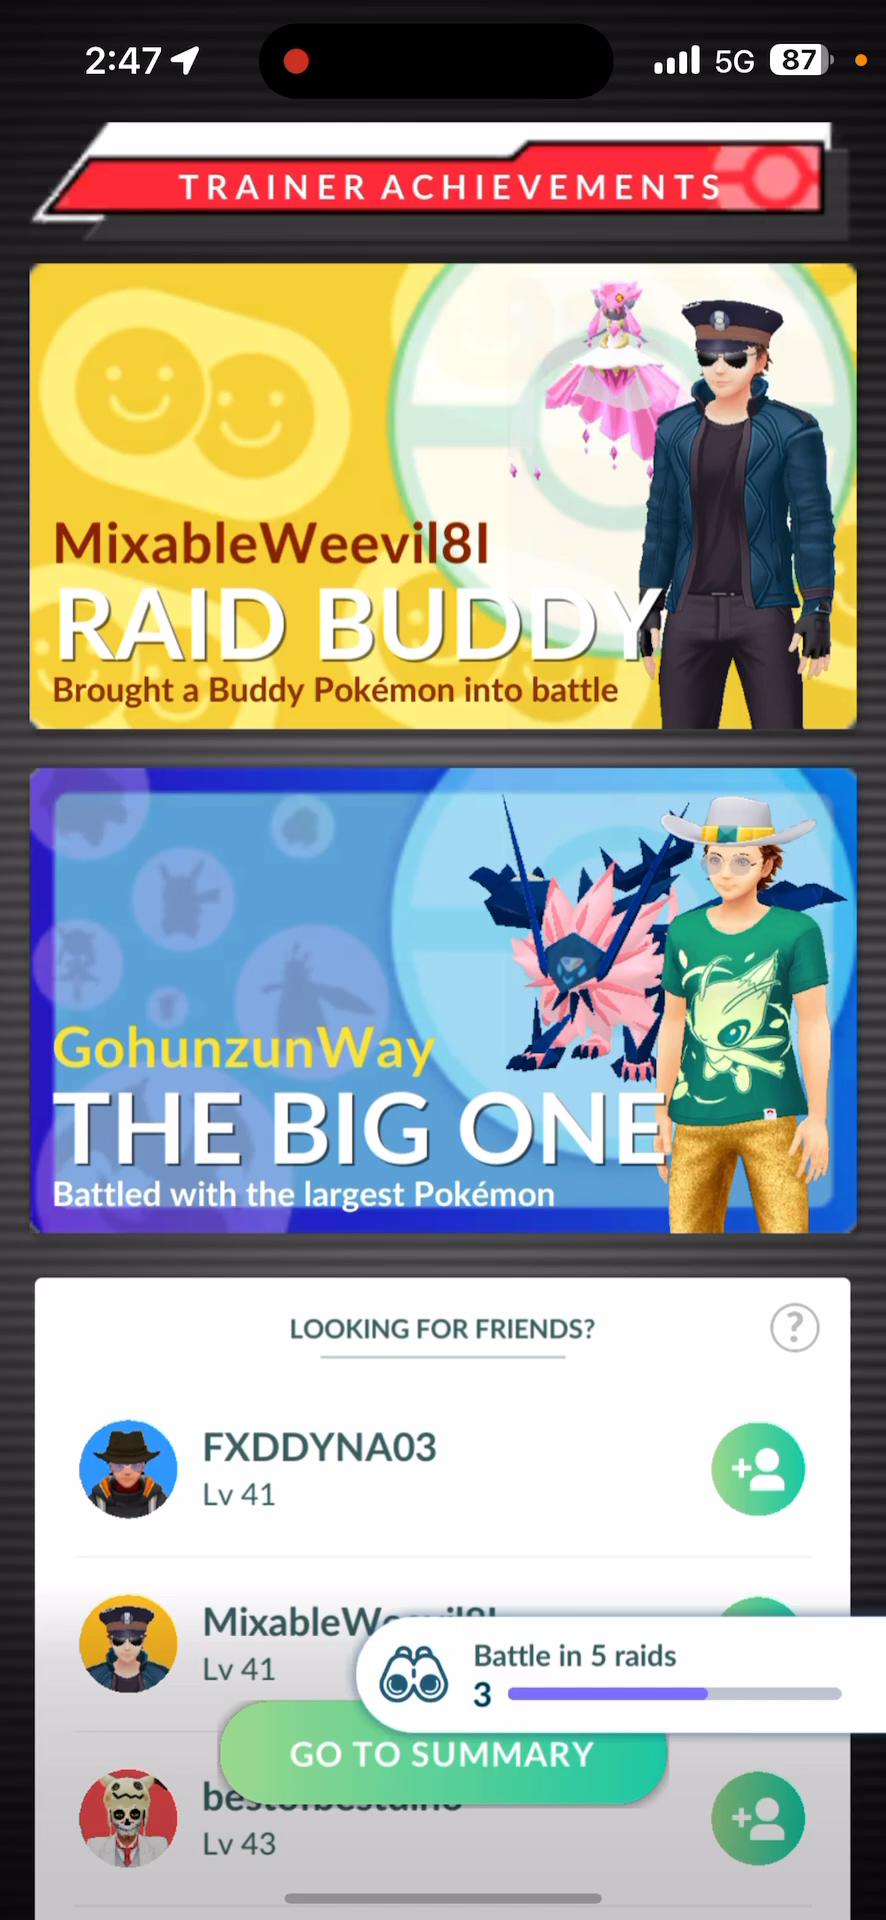 2:47
5G
87
TRAINER ACHIEVEMENTS
MixableWeevil8I
RAID BUDDY
Brought a Buddy Pokémon into battle
GohunzunWay
THE BIG ONE
Battled with the largest Pokémon
LOOKING FOR FRIENDS?
?
FXDDYNA03
Lv 41
MixableWeevil8I
Lv 41
Battle in 5 raids
3
GO TO SUMMARY
Lv 43